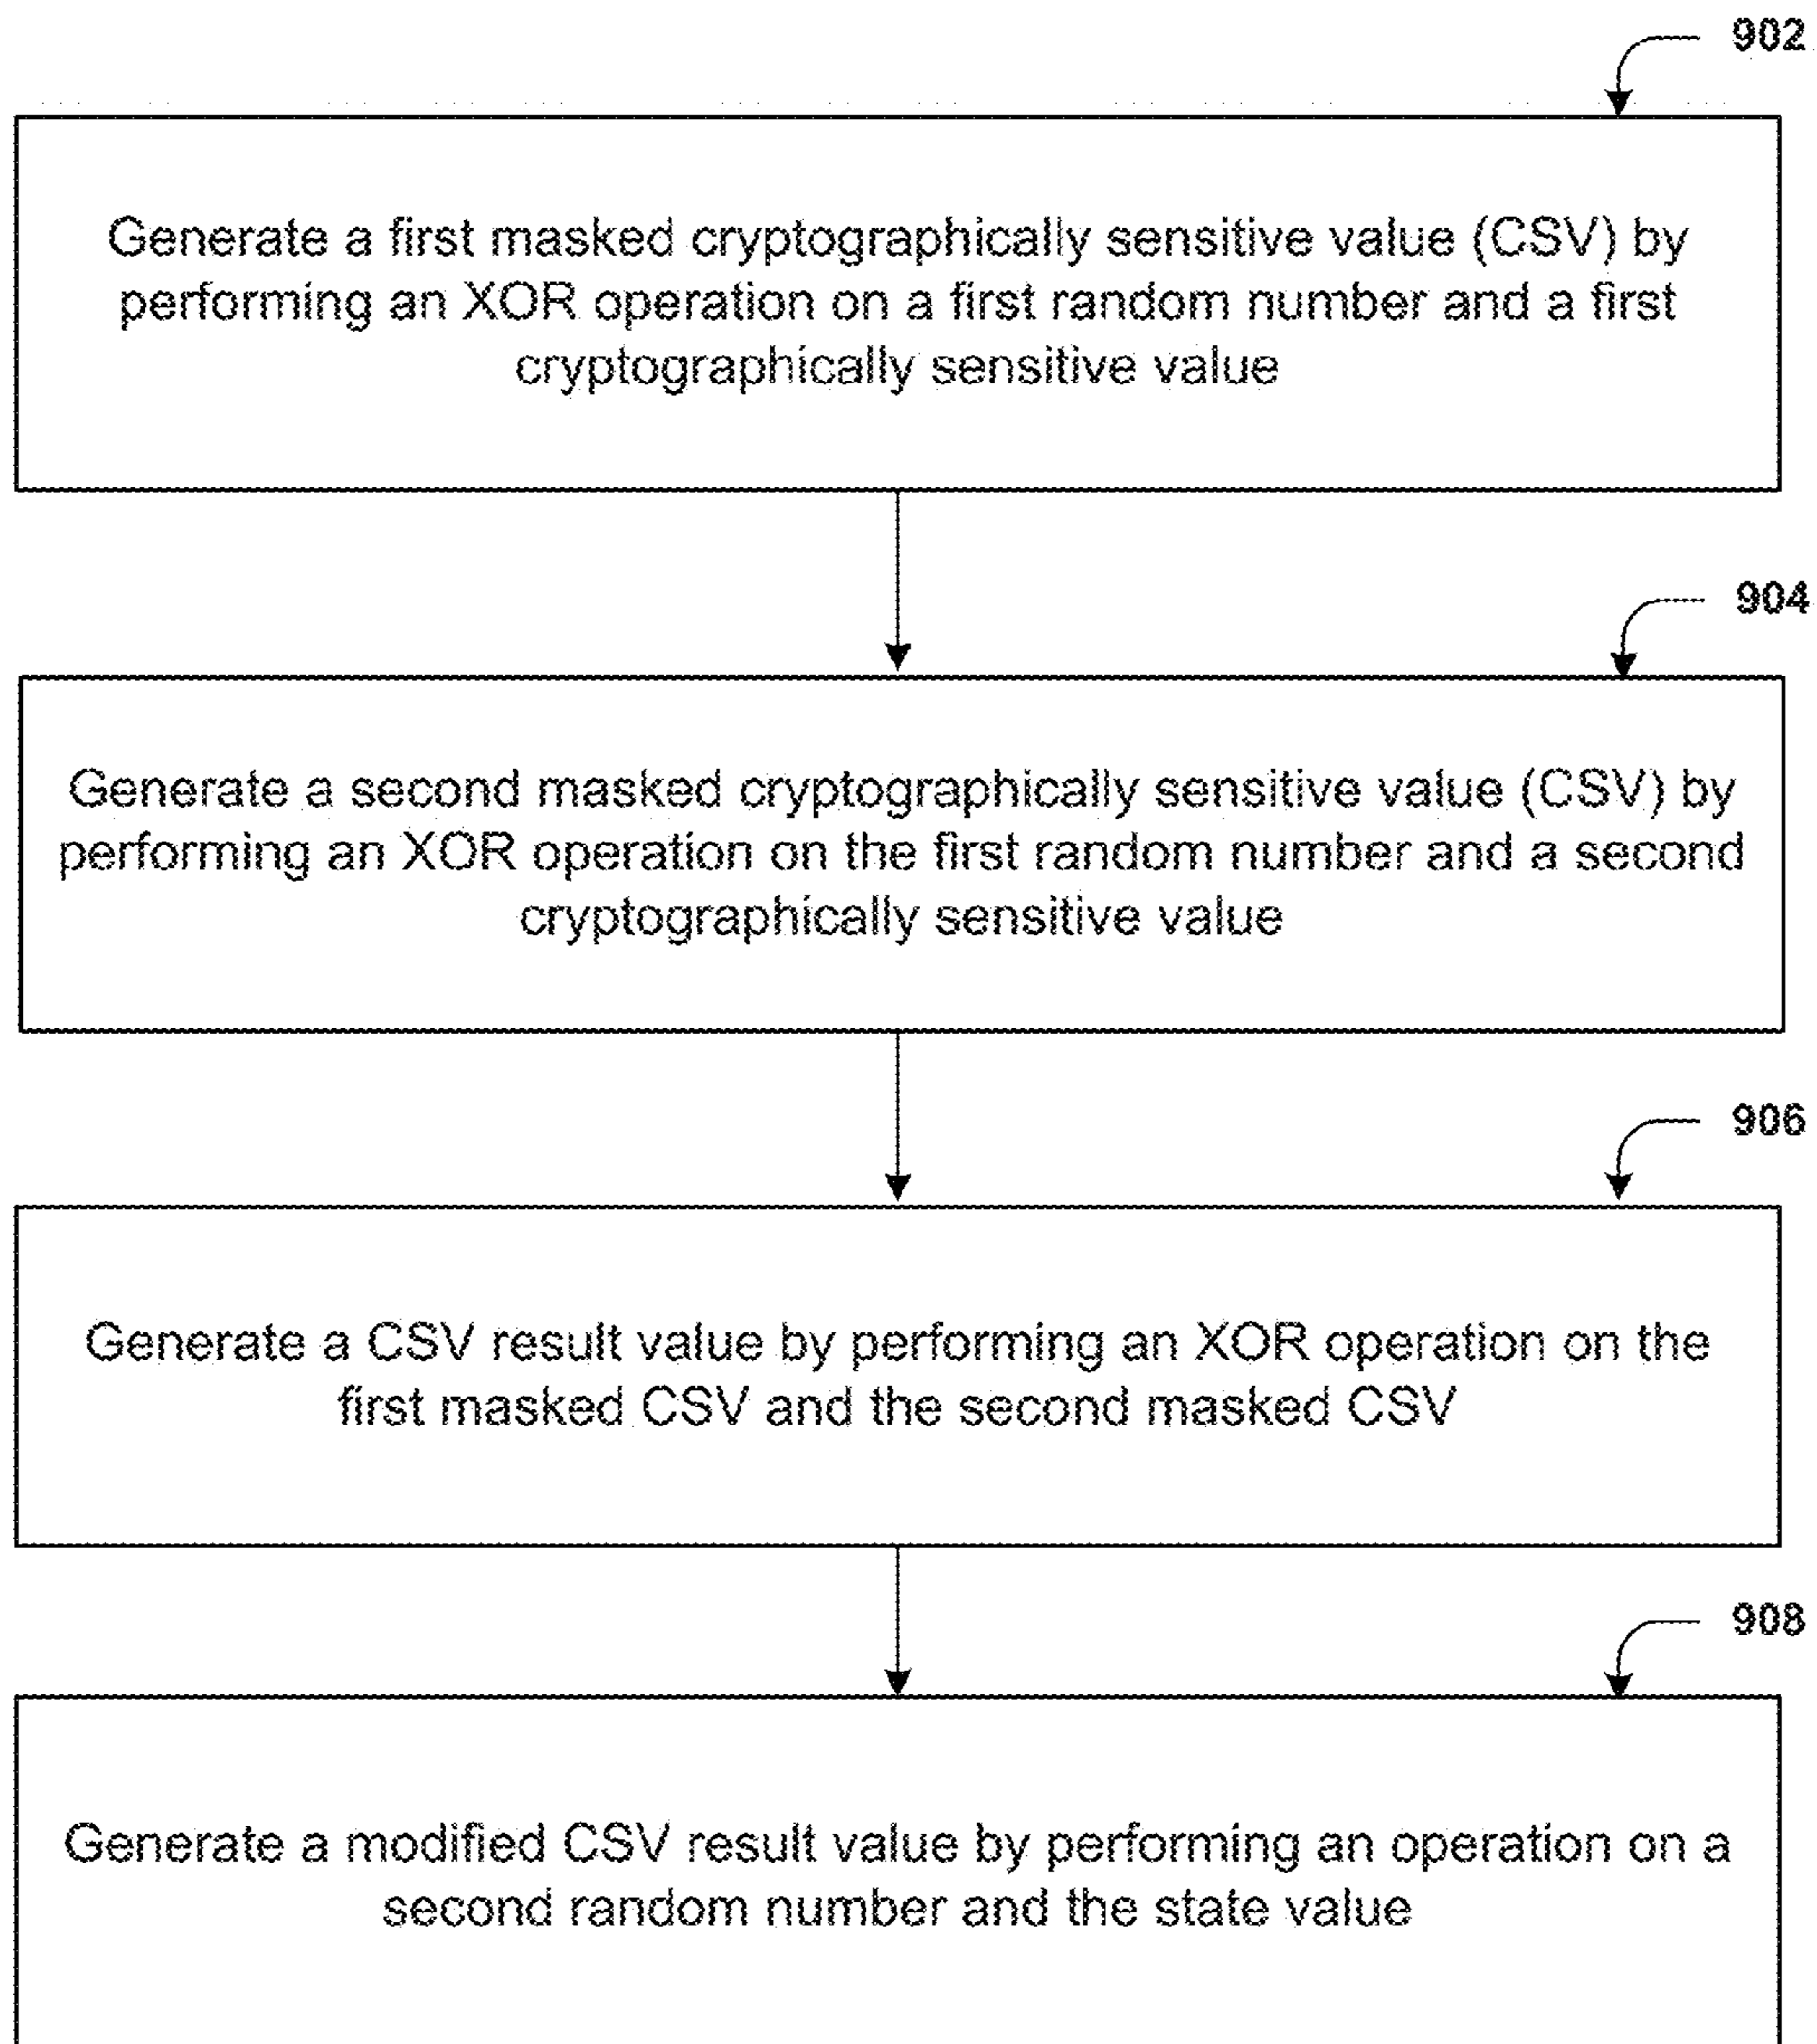 902
Generate a first masked cryptographically sensitive value (CSV) by
performing an XOR operation on a first random number and a first
cryptographically sensitive value
904
Generate a second masked cryptographically sensitive value (CSV) by
performing an XOR operation on the first random number and a second
cryptographically sensitive value
906
Generate a CSV result value by performing an XOR operation on the
first masked CSV and the second masked CSV
908
Generate a modified CSV result value by performing an operation on a
second random number and the state value